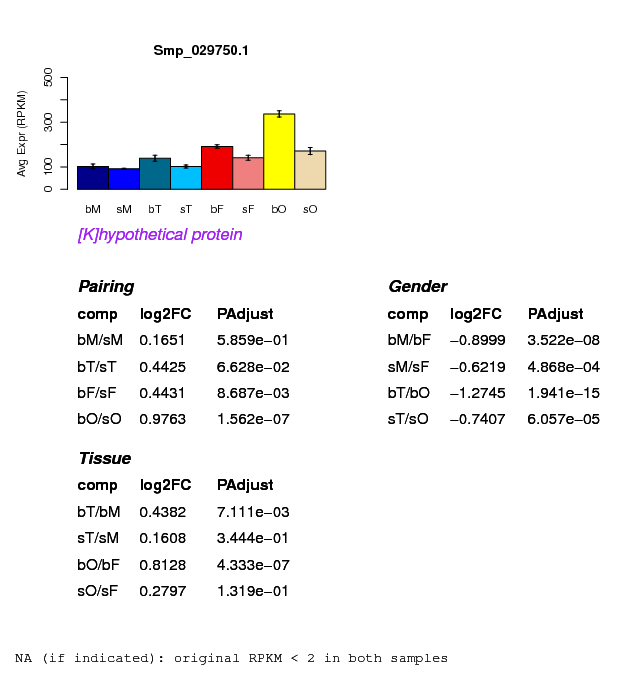 Smp_029750.1
Avg Expr (RPKM)
500
300
100
0
bM sM bT sT bF sF bO sO
[K]hypothetical protein
Pairing
comp log2FC PAdjust
bM/sM 0.1651 5.859e−01
bT/sT 0.4425 6.628e−02
bF/sF 0.4431 8.687e−03
bO/sO 0.9763 1.562e−07
Gender
comp log2FC PAdjust
bM/bF −0.8999 3.522e−08
sM/sF −0.6219 4.868e−04
bT/bO −1.2745 1.941e−15
sT/sO −0.7407 6.057e−05
Tissue
comp log2FC PAdjust
bT/bM 0.4382 7.111e−03
sT/sM 0.1608 3.444e−01
bO/bF 0.8128 4.333e−07
sO/sF 0.2797 1.319e−01
NA (if indicated): original RPKM < 2 in both samples